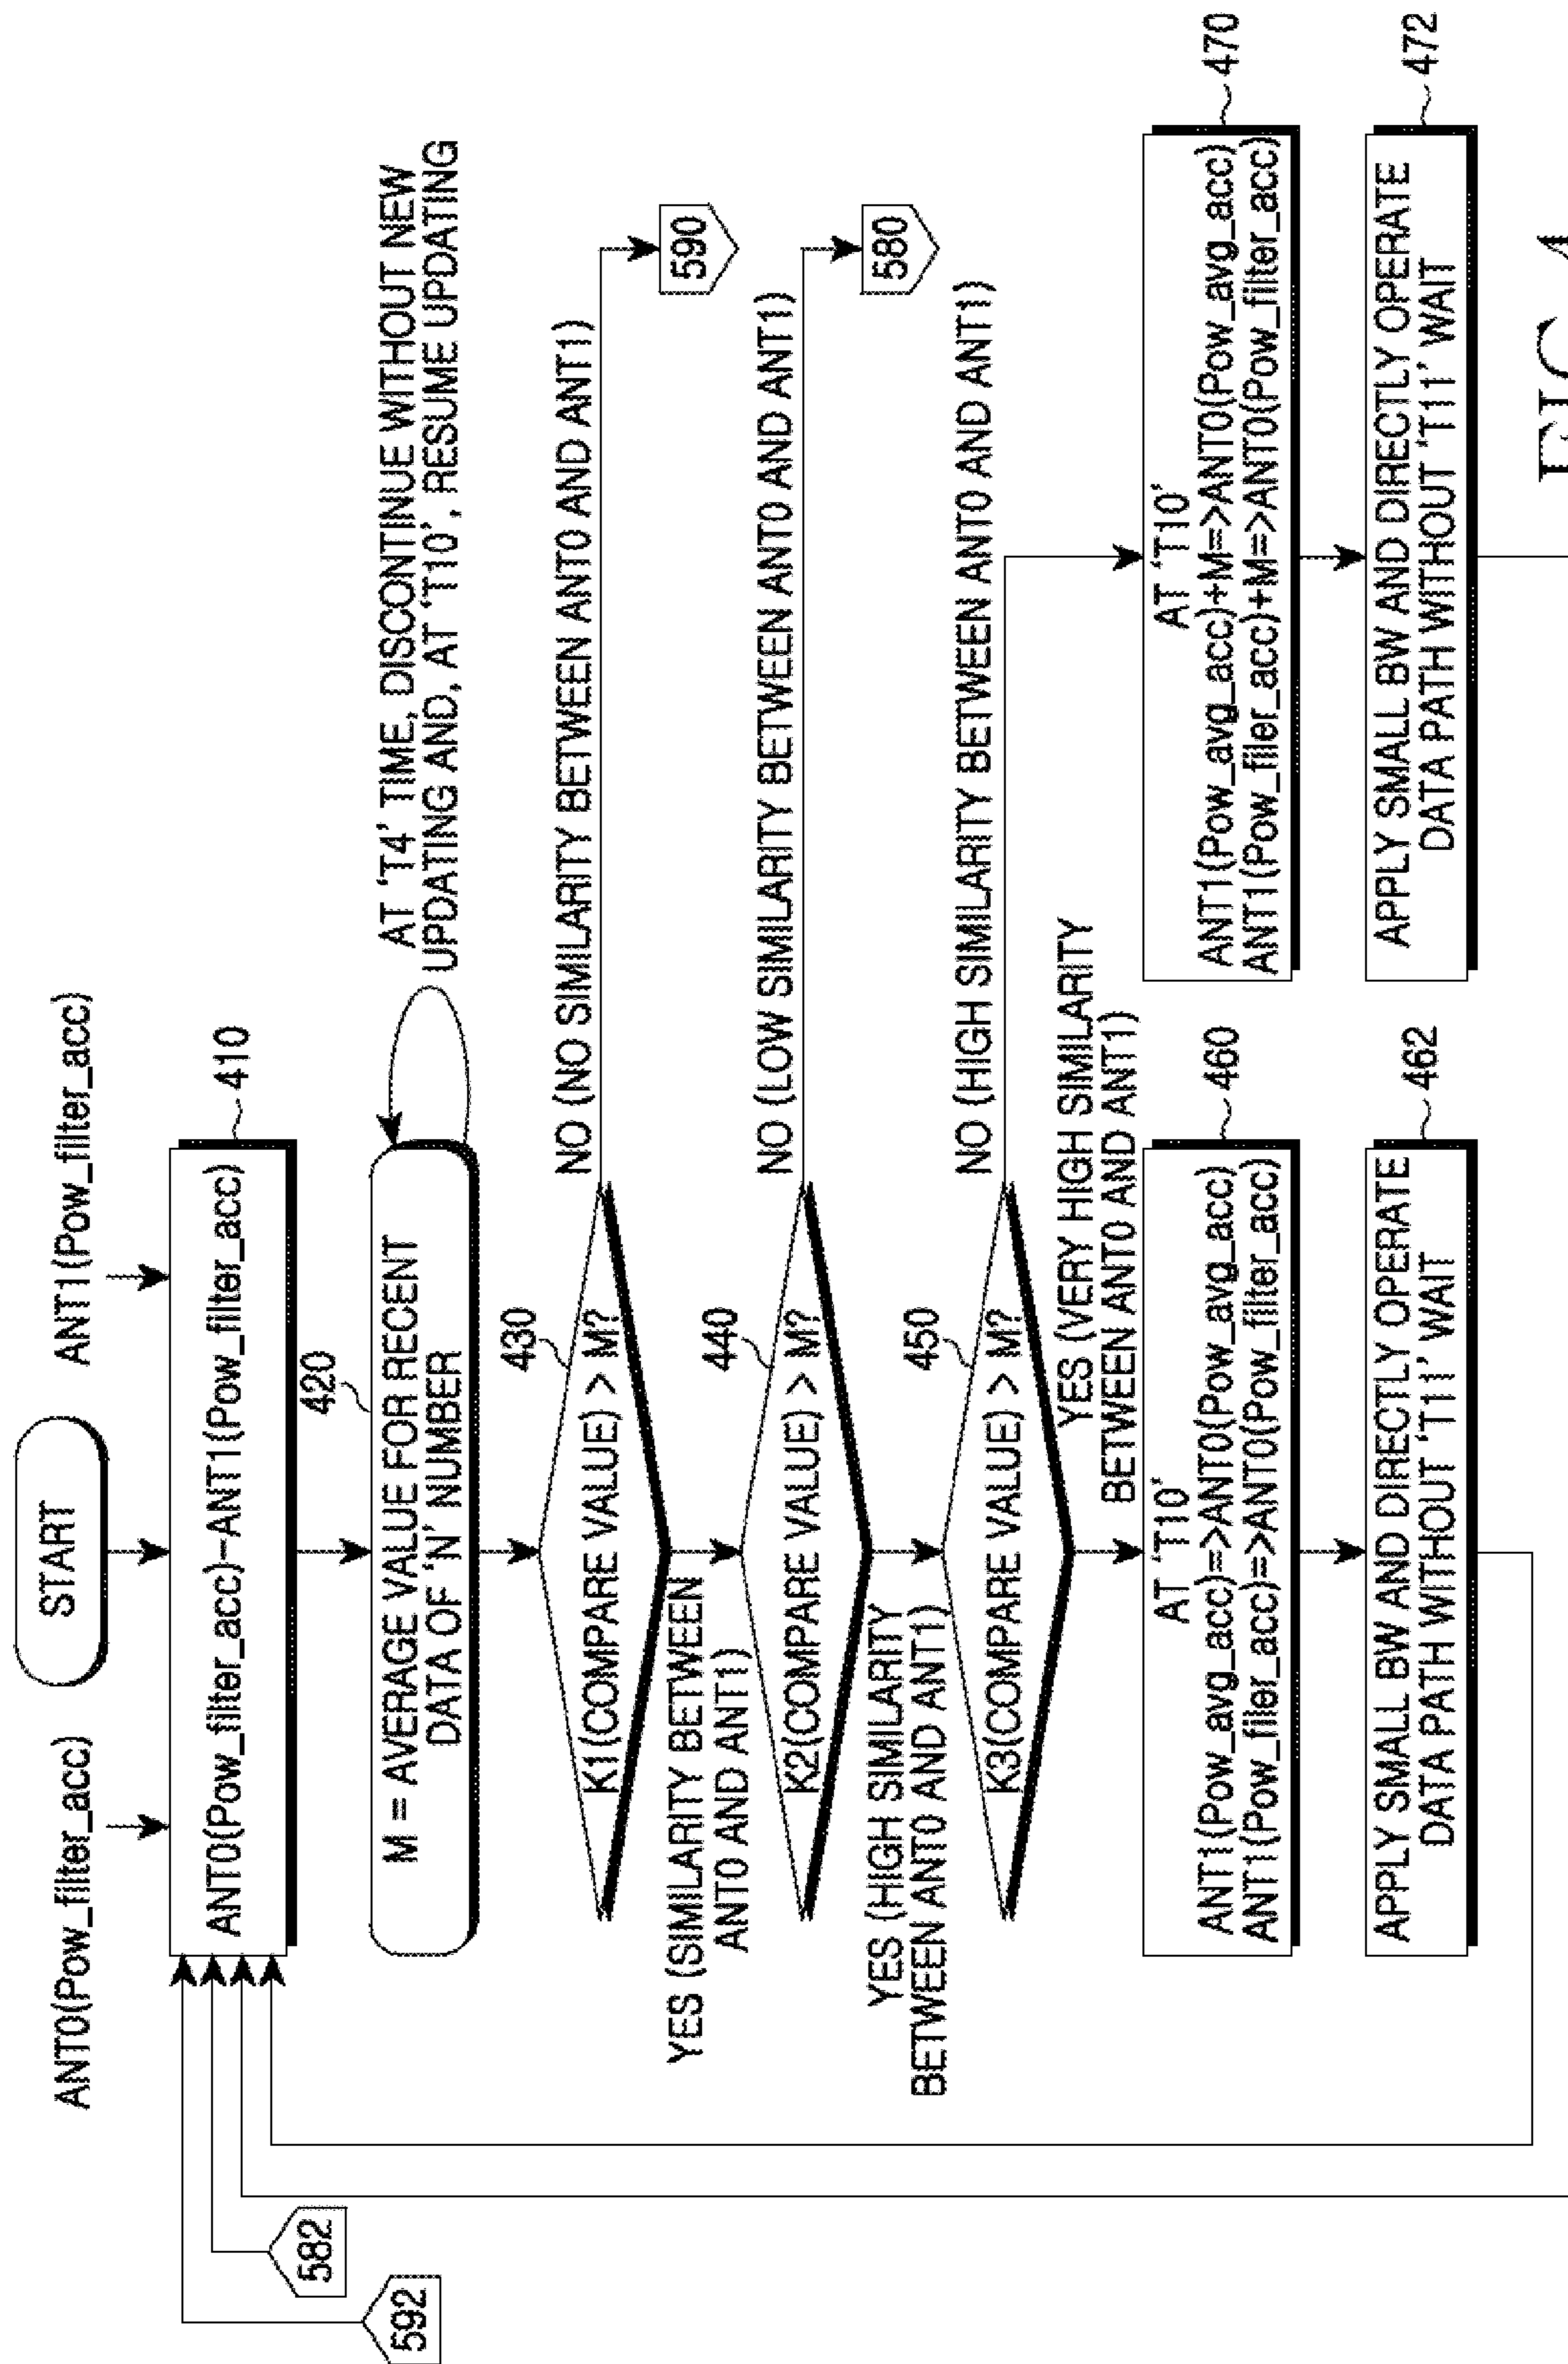 START
ANT0(Pow_filter_acc)
ANT1(Pow_filter_acc)
592
582
ANT0(Pow_filter_acc)-ANT1(Pow_filter_acc)
410
420
M = AVERAGE VALUE FOR RECENT
DATA OF 'N' NUMBER
AT 'T4' TIME, DISCONTINUE WITHOUT NEW
UPDATING AND, AT 'T10', RESUME UPDATING
430
K1(COMPARE VALUE) > M?
NO (NO SIMILARITY BETWEEN ANT0 AND ANT1)
590
YES (SIMILARITY BETWEEN
ANT0 AND ANT1)
440
K2(COMPARE VALUE) > M?
NO (LOW SIMILARITY BETWEEN ANT0 AND ANT1)
580
YES (HIGH SIMILARITY
BETWEEN ANT0 AND ANT1)
450
K3(COMPARE VALUE) > M?
NO (HIGH SIMILARITY BETWEEN ANT0 AND ANT1)
YES (VERY HIGH SIMILARITY
BETWEEN ANT0 AND ANT1)
AT 'T10'
ANT1(Pow_avg_acc)=>ANT0(Pow_avg_acc)
ANT1(Pow_filer_acc)=>ANT0(Pow_filter_acc)
460
AT 'T10'
ANT1(Pow_avg_acc)+M=>ANT0(Pow_avg_acc)
ANT1(Pow_filer_acc)+M=>ANT0(Pow_filter_acc)
470
APPLY SMALL BW AND DIRECTLY OPERATE
DATA PATH WITHOUT 'T11' WAIT
462
APPLY SMALL BW AND DIRECTLY OPERATE
DATA PATH WITHOUT 'T11' WAIT
472